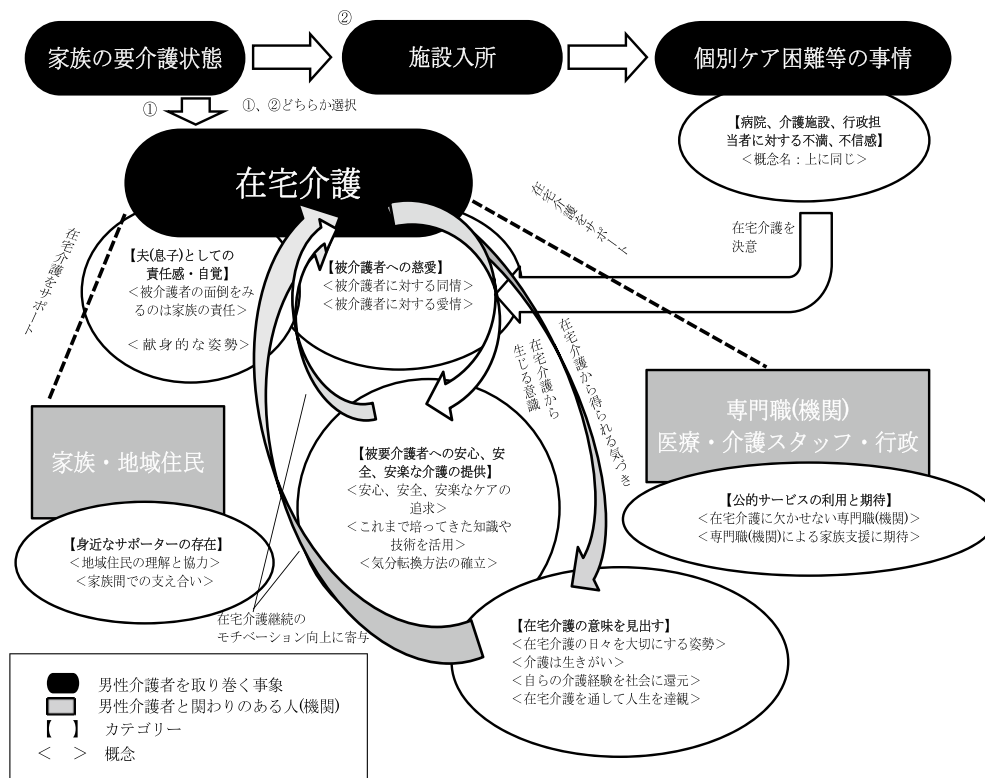 家族の要介護状態
②
施設入所
個別ケア困難等の事情
①
①、②どちらか選択
【病院、介護施設、行政担
当者に対する不満、不信感】
<概念名：上に同じ>
在宅介護
在宅介護をサポート
在宅介護をサポート
在宅介護を
決意
【夫(息子)としての
責任感・自覚】
<被介護者の面倒をみ
るのは家族の責任>
<献身的な姿勢>
【被介護者への慈愛】
<被介護者に対する同情>
<被介護者に対する愛情>
在宅介護から
生じる意識
在宅介護から得られる気づき
家族・地域住民
専門職(機関)
医療・介護スタッフ・行政
【被要介護者への安心、安
全、安楽な介護の提供】
<安心、安全、安楽なケアの
追求>
<これまで培ってきた知識や
技術を活用>
<気分転換方法の確立>
【公的サービスの利用と期待】
<在宅介護に欠かせない専門職(機関)>
<専門職(機関)による家族支援に期待>
【身近なサポーターの存在】
<地域住民の理解と協力>
<家族間での支え合い>
在宅介護継続の
モチベーション向上に寄与
【在宅介護の意味を見出す】
<在宅介護の日々を大切にする姿勢>
<介護は生きがい>
<自らの介護経験を社会に還元>
<在宅介護を通して人生を達観>
男性介護者を取り巻く事象
男性介護者と関わりのある人(機関)
【　】 カテゴリー
<　> 概念